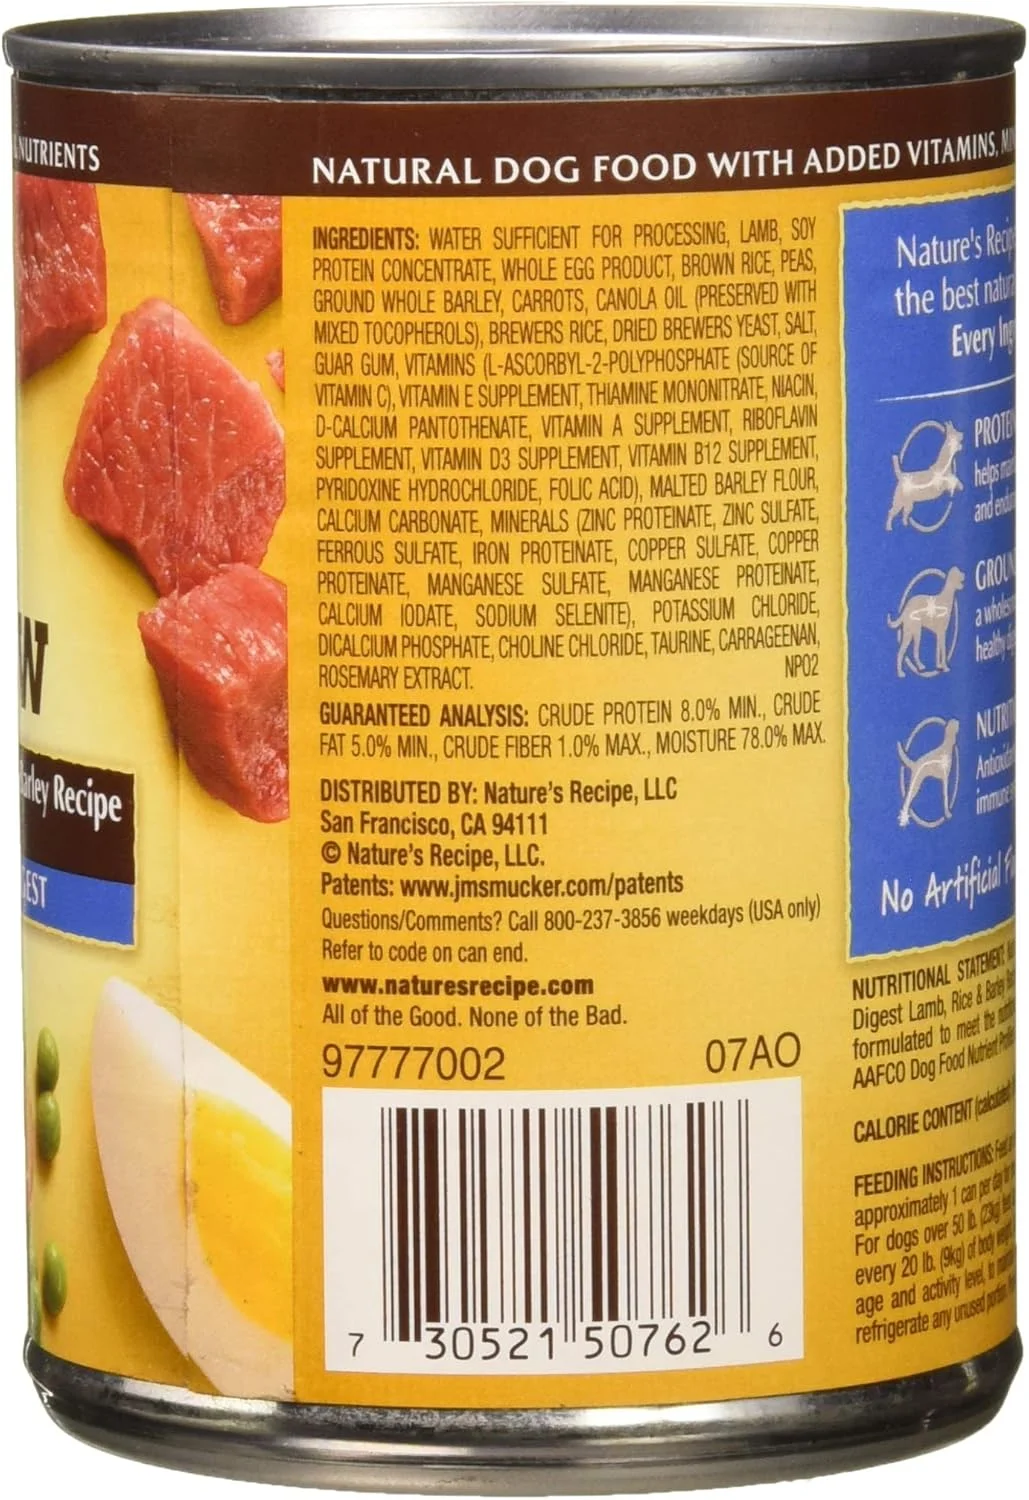 & NUTRIENTS
NATURAL DOG FOOD WITH ADDED VITAMINS,
INGREDIENTS: WATER SUFFICIENT FOR PROCESSING, LAMB, SOY
PROTEIN CONCENTRATE, WHOLE EGG PRODUCT, BROWN RICE, PEAS,
GROUND WHOLE BARLEY, CARROTS, CANOLA OIL (PRESERVED WITH
MIXED TOCOPHEROLS), BREWERS RICE, DRIED BREWERS YEAST, SALT,
GUAR GUM, VITAMINS (L-ASCORBYL-2-POLYPHOSPHATE (SOURCE OF
VITAMIN C), VITAMIN E SUPPLEMENT, THIAMINE MONONITRATE, NIACIN,
D-CALCIUM PANTOTHENATE, VITAMIN A SUPPLEMENT, RIBOFLAVIN
SUPPLEMENT, VITAMIN D3 SUPPLEMENT, VITAMIN B12 SUPPLEMENT,
PYRIDOXINE HYDROCHLORIDE, FOLIC ACID), MALTED BARLEY FLOUR,
CALCIUM CARBONATE, MINERALS (ZINC PROTEINATE, ZINC SULFATE,
FERROUS SULFATE, IRON PROTEINATE, COPPER SULFATE, COPPER
PROTEINATE, MANGANESE SULFATE, MANGANESE PROTEINATE,
CALCIUM IODATE, SODIUM SELENITE), POTASSIUM CHLORIDE,
DICALCIUM PHOSPHATE, CHOLINE CHLORIDE, TAURINE, CARRAGEENAN,
ROSEMARY EXTRACT. NP02
GUARANTEED ANALYSIS: CRUDE PROTEIN 8.0% MIN., CRUDE
FAT 5.0% MIN., CRUDE FIBER 1.0% MAX., MOISTURE 78.0% MAX.
DISTRIBUTED BY: Nature's Recipe, LLC
San Francisco, CA 94111
© Nature's Recipe, LLC.
Patents: www.jmsmucker.com/patents
Questions/Comments? Call 800-237-3856 weekdays (USA only)
Refer to code on can end.
www.naturesrecipe.com
All of the Good. None of the Bad.
97777002 07AO
7 30521 50762 6
W
Barley Recipe
GEST
Nature's
the best
Every
helps
and
a
healthy
immune
No Artificial
NUTRITIONAL STATEMENT:
Digest Lamb, Rice & Barley
formulated to meet the
AAFCO Dog Food Nutrient
CALORIE CONTENT (calculated)
FEEDING INSTRUCTIONS: Feed
approximately 1 can per day
For dogs over 50 lb. (23kg) feed
every 20 lb. (9kg) of body
age and activity level, to
refrigerate any unused portion